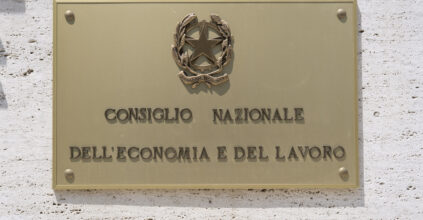 CONSIGLIO NAZIONALE
DELL'ECONOMIA E DEL LAVORO